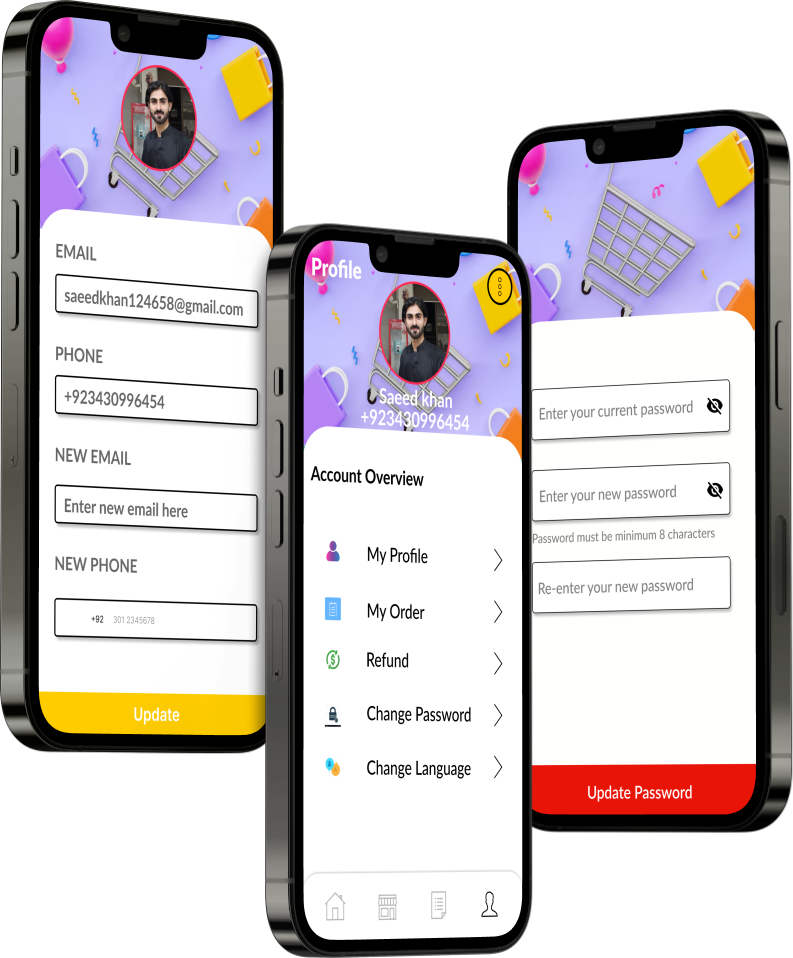 EMAIL
saeedkhan124658@gmail.com
PHONE
+923430996454
NEW EMAIL
Enter new email here
NEW PHONE
+92 301 2345678
Update
Profile
Saeed khan
+923430996454
Account Overview
My Profile
My Order
Refund
Change Password
Change Language
Enter your current password
Enter your new password
Password must be minimum 8 characters
Re-enter your new password
Update Password